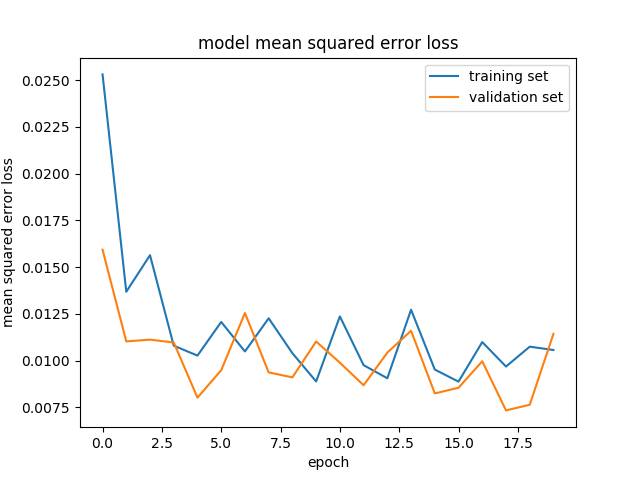 model mean squared error loss
training set
validation set
mean squared error loss
0.0250
0.0225
0.0200
0.0175
0.0150
0.0125
0.0100
0.0075
0.0 2.5 5.0 7.5 10.0 12.5 15.0 17.5
epoch